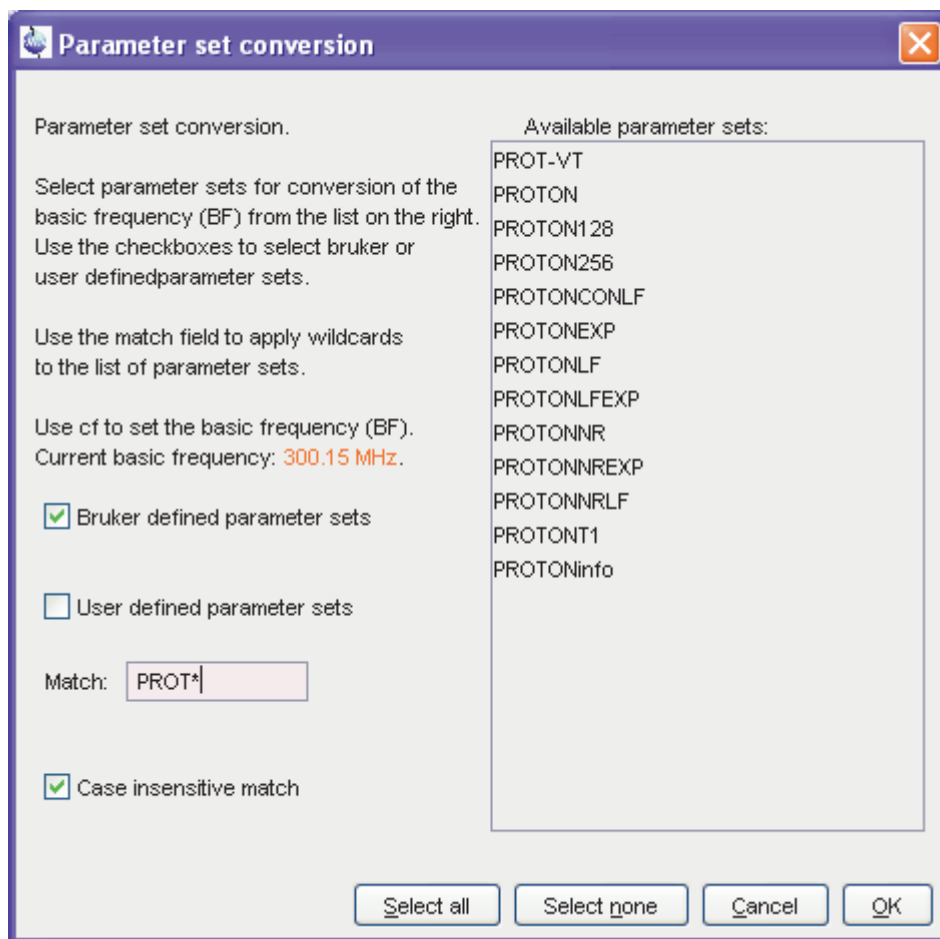 Parameter set conversion
Parameter set conversion.
Select parameter sets for conversion of the
basic frequency (BF) from the list on the right.
Use the checkboxes to select bruker or
user definedparameter sets.
Use the match field to apply wildcards
to the list of parameter sets.
Use cf to set the basic frequency (BF).
Current basic frequency: 300.15 MHz.
Bruker defined parameter sets
User defined parameter sets
Match: PROT*
Case insensitive match
Available parameter sets:
PROT-VT
PROTON
PROTON128
PROTON256
PROTONCONLF
PROTONEXP
PROTONLF
PROTONLFEXP
PROTONNR
PROTONNREXP
PROTONNRLF
PROTONT1
PROTONinfo
Select all Select none Cancel OK